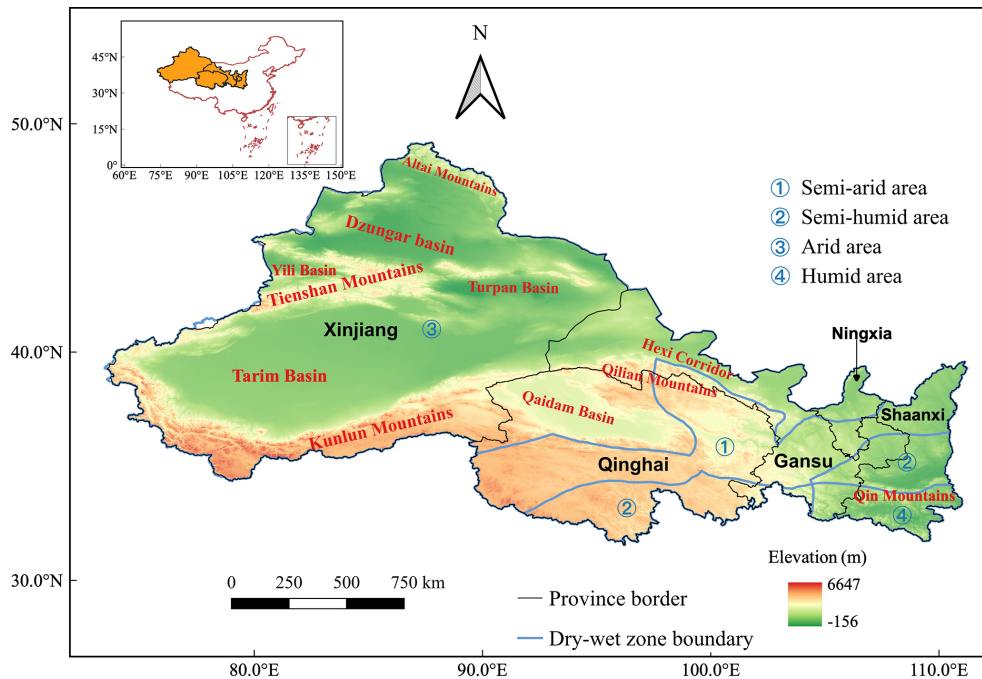 45°N
30°N
15°N
0°
60°E
75°E
90°E
105°E
120°E
135°E
150°E
N
50.0°N
40.0°N
30.0°N
80.0°E
90.0°E
100.0°E
110.0°E
① Semi-arid area
② Semi-humid area
③ Arid area
④ Humid area
Altai Mountains
Dzungar basin
Yili Basin
Tienshan Mountains
Turpan Basin
Xinjiang
③
Tarim Basin
Kunlun Mountains
Hexi Corridor
Qilian Mountains
Qaidam Basin
Ningxia
Shaanxi
①
Qinghai
Gansu
②
②
Qin Mountains
④
0 250 500 750 km
Province border
Dry-wet zone boundary
Elevation (m)
6647
-156